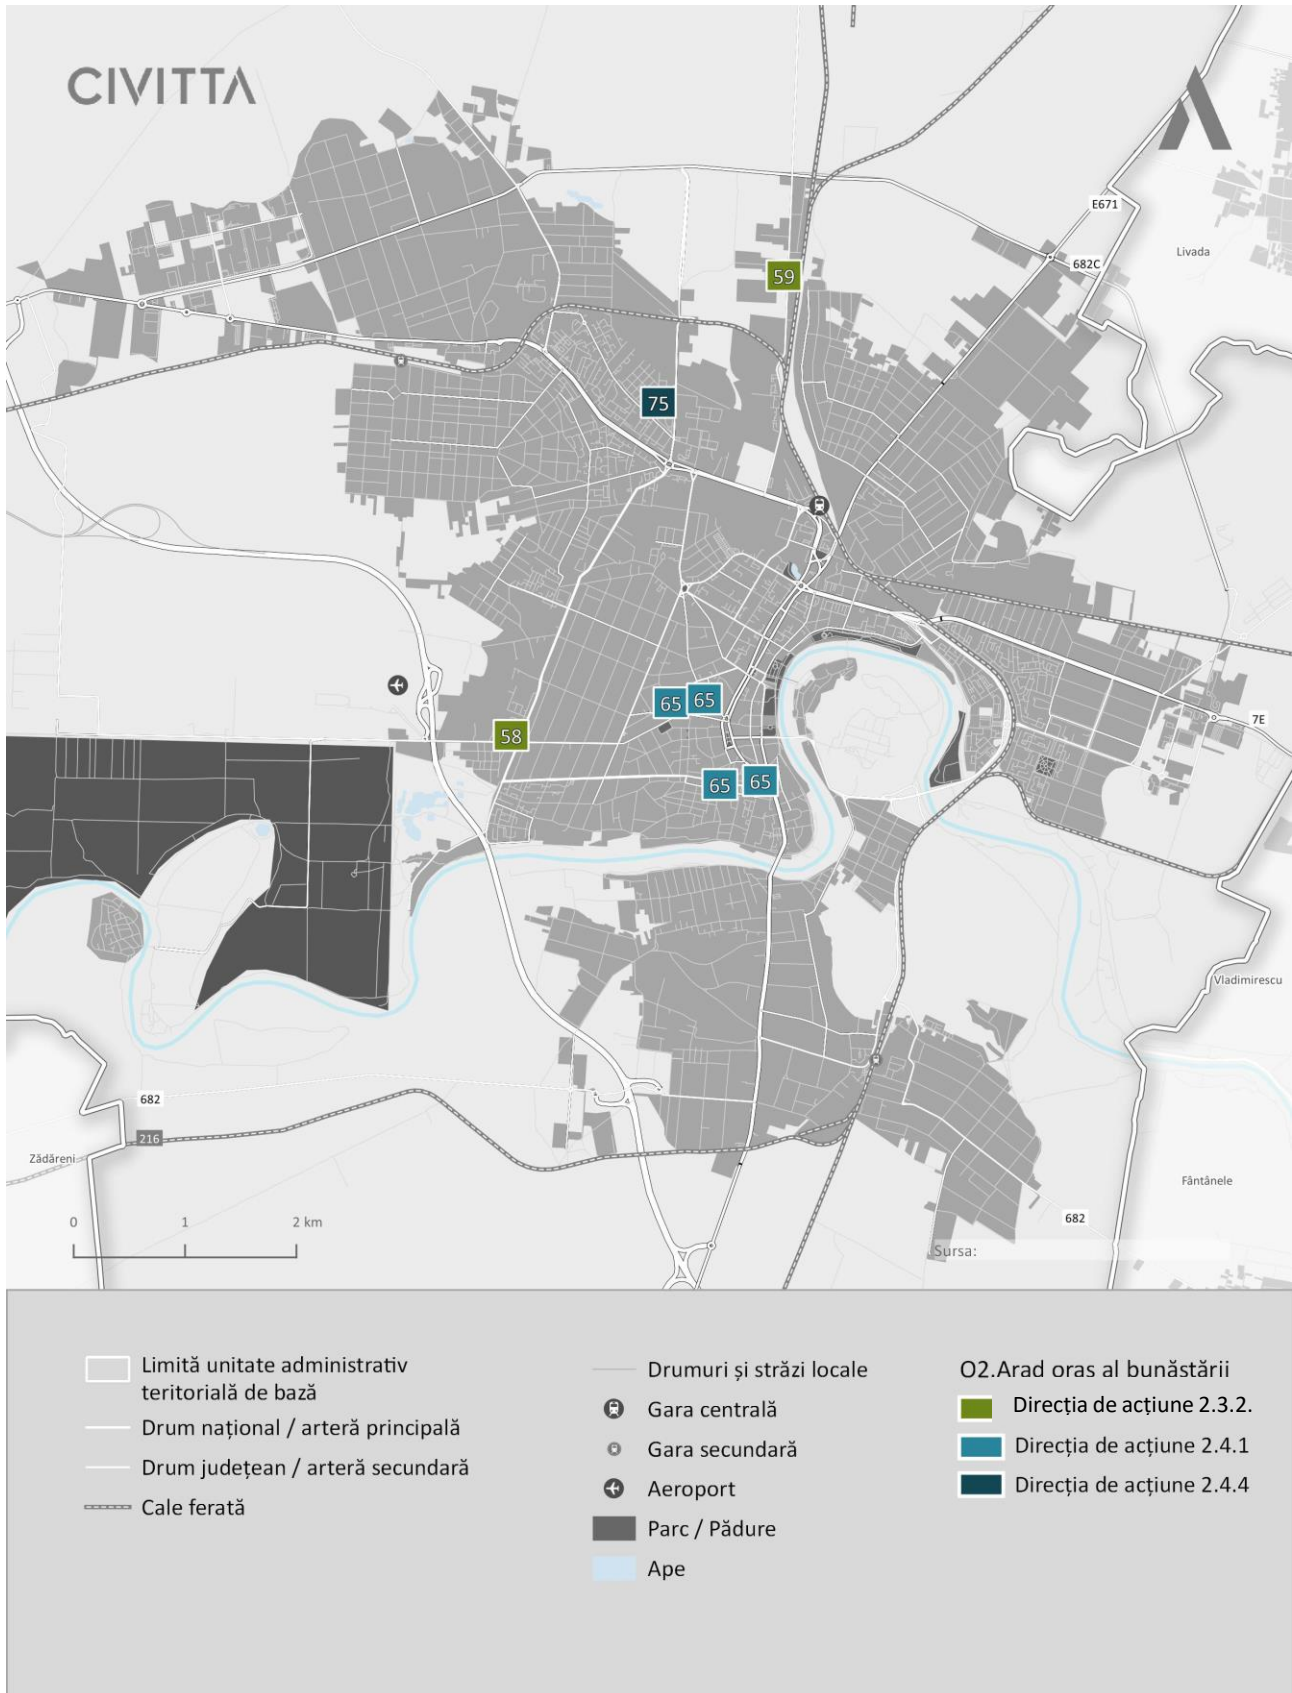 CIVITTA
E671
Livada
682C
59
75
7E
65
65
58
65
65
Vladimirescu
682
216
Zădăreni
Fântânele
0 1 2 km
682
Sursa:
Limită unitate administrativ
teritorială de bază
Drum național / arteră principală
Drum județean / arteră secundară
Cale ferată
Drumuri și străzi locale
Gara centrală
Gara secundară
Aeroport
Parc / Pădure
Ape
O2.Arad oras al bunăstării
Direcția de acțiune 2.3.2.
Direcția de acțiune 2.4.1
Direcția de acțiune 2.4.4